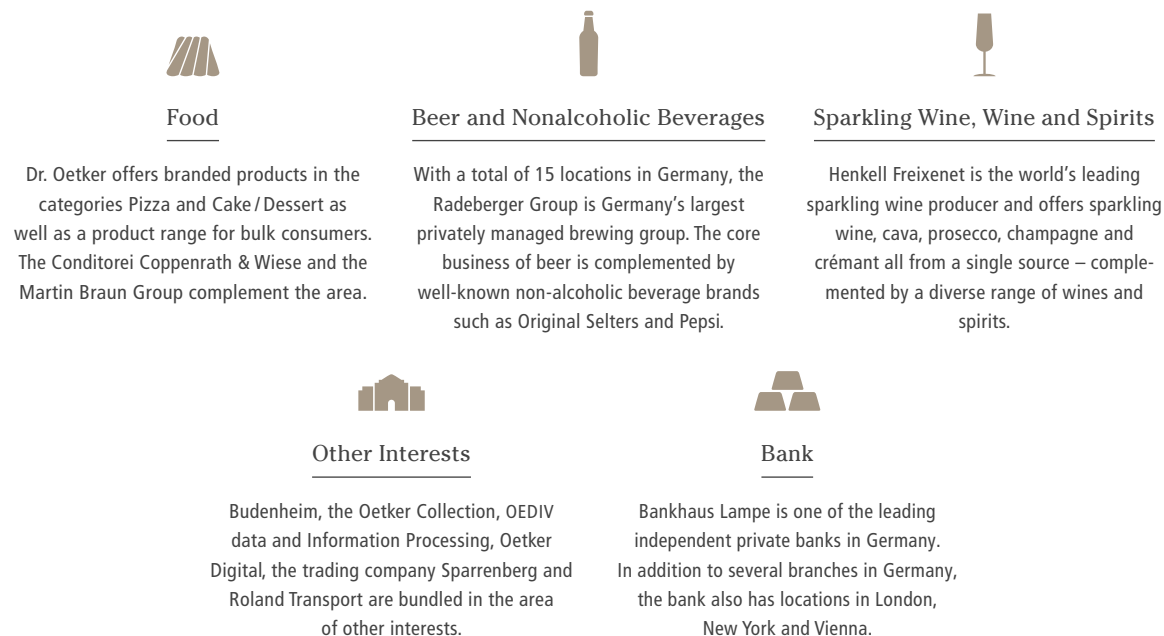 Food
Dr. Oetker offers branded products in the
categories Pizza and Cake / Dessert as
well as a product range for bulk consumers.
The Conditorei Coppenrath & Wiese and the
Martin Braun Group complement the area.
Beer and Nonalcoholic Beverages
With a total of 15 locations in Germany, the
Radeberger Group is Germany's largest
privately managed brewing group. The core
business of beer is complemented by
well-known non-alcoholic beverage brands
such as Original Selters and Pepsi.
Sparkling Wine, Wine and Spirits
Henkell Freixenet is the world's leading
sparkling wine producer and offers sparkling
wine, cava, prosecco, champagne and
crémant all from a single source – comple-
mented by a diverse range of wines and
spirits.
Other Interests
Budenheim, the Oetker Collection, OEDIV
data and Information Processing, Oetker
Digital, the trading company Sparrenberg and
Roland Transport are bundled in the area
of other interests.
Bank
Bankhaus Lampe is one of the leading
independent private banks in Germany.
In addition to several branches in Germany,
the bank also has locations in London,
New York and Vienna.